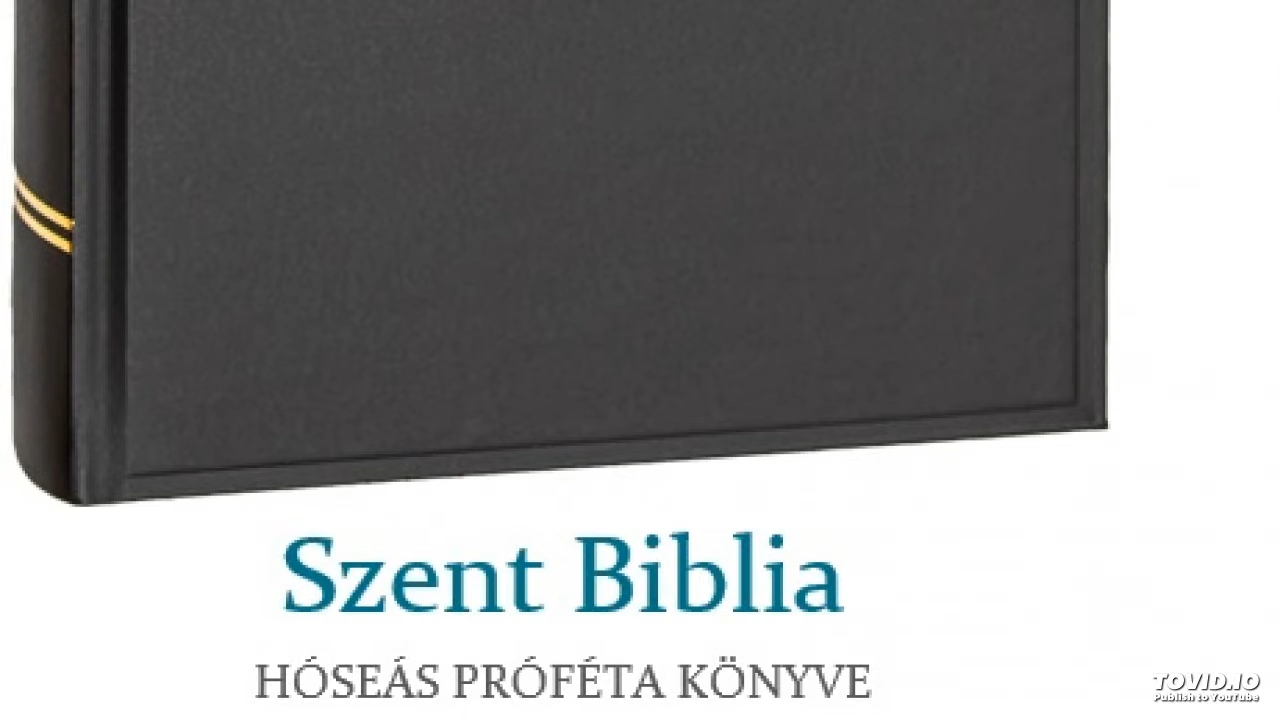 Szent Biblia
HÓSEÁS PRÓFÉTA KÖNYVE
TOVID.IO
Publish to YouTube